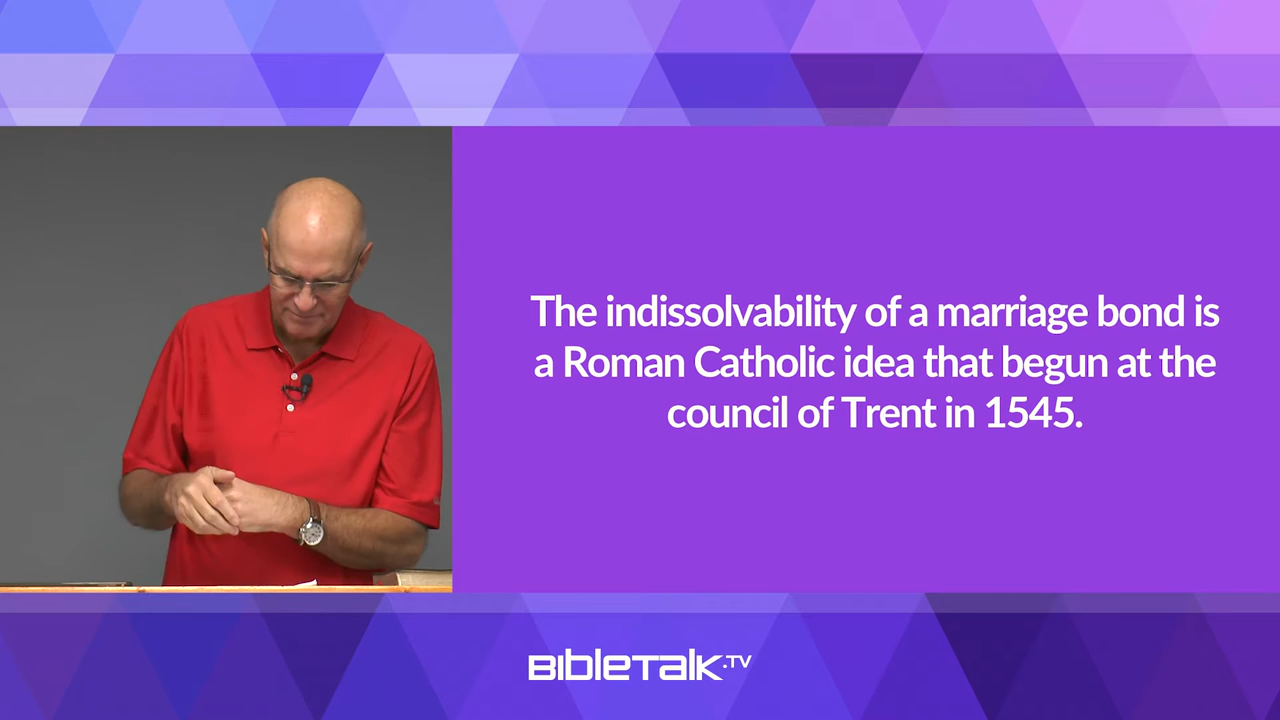 The indissolvability of a marriage bond is
a Roman Catholic idea that begun at the
council of Trent in 1545.
BIBLETALK.TV